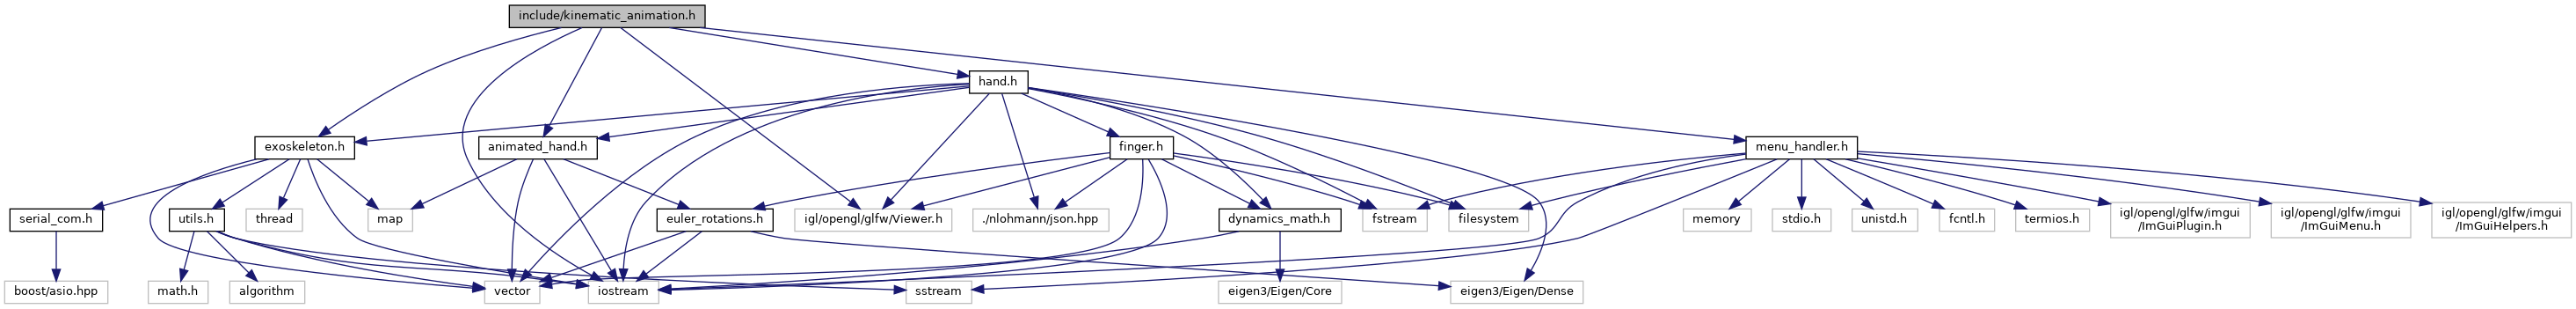 include/kinematic_animation.h
hand.h
exoskeleton.h
animated_hand.h
finger.h
menu_handler.h
serial_com.h
utils.h
thread
map
euler_rotations.h
igl/opengl/glfw/Viewer.h
./nlohmann/json.hpp
dynamics_math.h
fstream
filesystem
memory
stdio.h
unistd.h
fcntl.h
termios.h
igl/opengl/glfw/imgui
/ImGuiPlugin.h
igl/opengl/glfw/imgui
/ImGuiMenu.h
igl/opengl/glfw/imgui
/ImGuiHelpers.h
boost/asio.hpp
math.h
algorithm
vector
iostream
sstream
eigen3/Eigen/Core
eigen3/Eigen/Dense